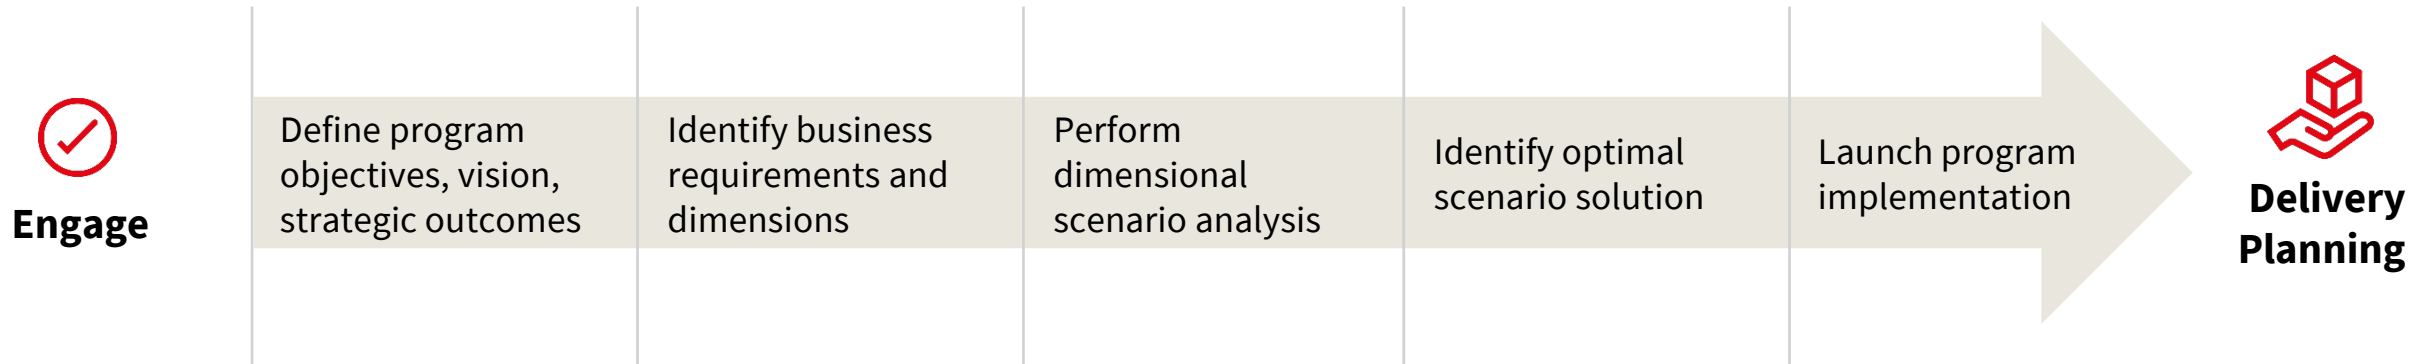 Engage
Define program
objectives, vision,
strategic outcomes
Identify business
requirements and
dimensions
Perform
dimensional
scenario analysis
Identify optimal
scenario solution
Launch program
implementation
Delivery
Planning